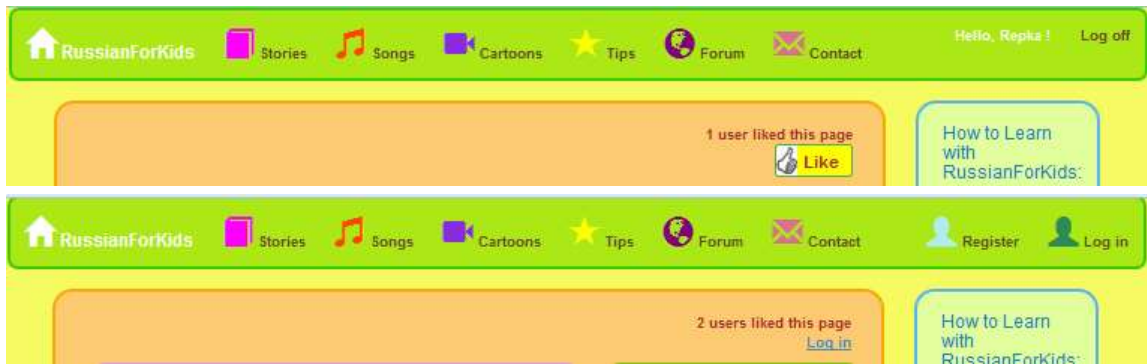 RussianForKids Stories Songs Cartoons Tips Forum Contact Hello, Repka ! Log off
1 user liked this page
Like
How to Learn
with
RussianForKids:
RussianForKids Stories Songs Cartoons Tips Forum Contact Register Log in
2 users liked this page
Log in
How to Learn
with
RussianForKids: